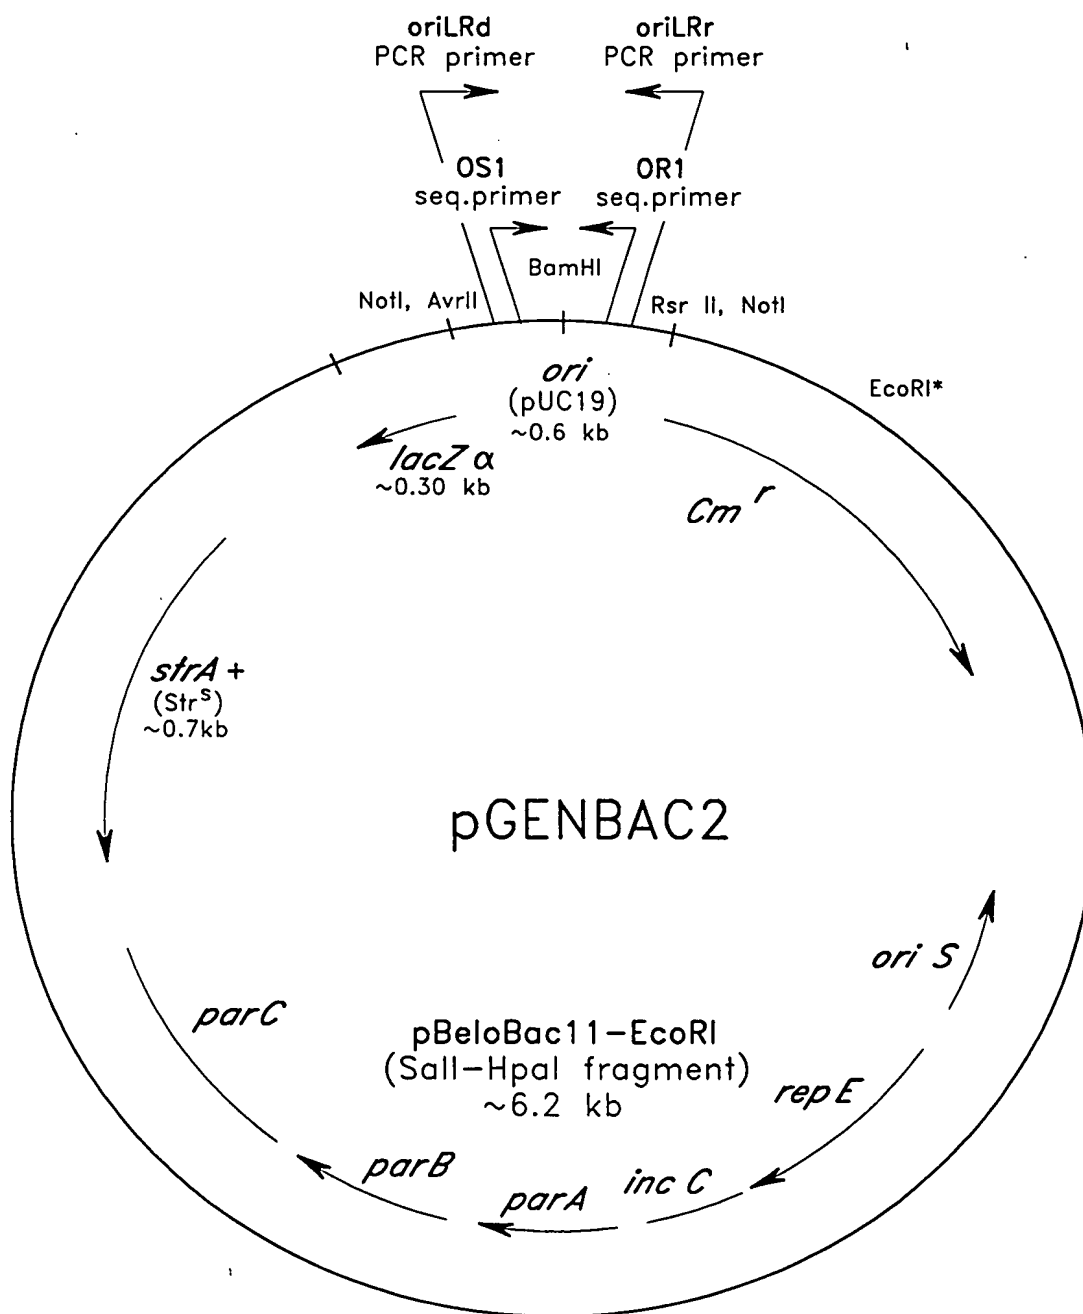 oriLRd
PCR primer
oriLRr
PCR primer
OS1
seq.primer
OR1
seq.primer
BamHI
NotI, AvrII
Rsr Ii, NotI
EcoRI*
ori
(pUC19)
~0.6 kb
lacZ α
~0.30 kb
Cm r
strA +
(Str s)
~0.7kb
pGENBAC2
ori S
parC
pBeloBac11-EcoRI
(SalI-HpaI fragment)
~6.2 kb
repE
parB
parA
inc C